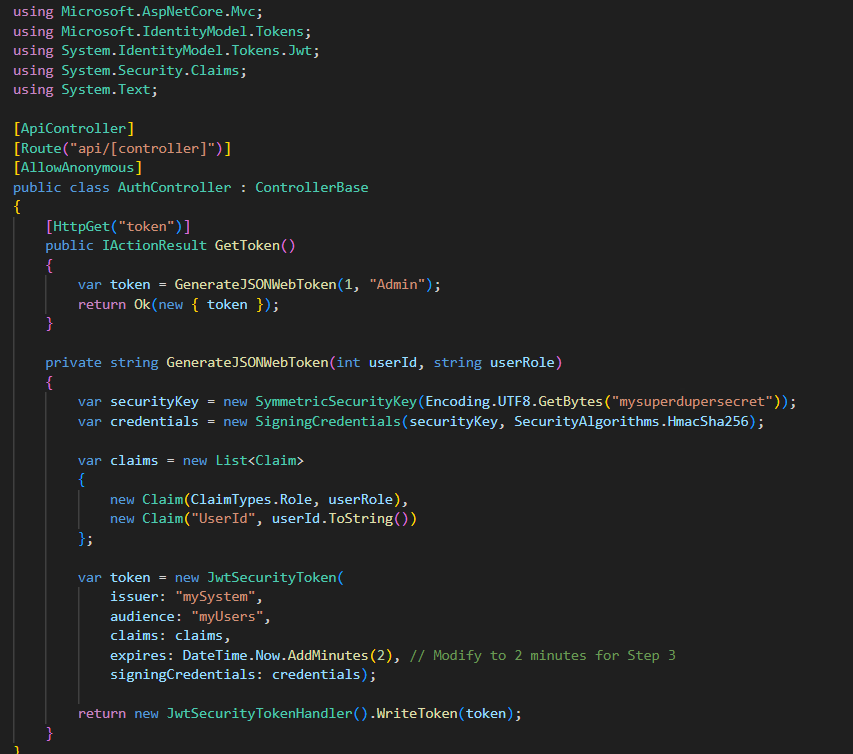 using Microsoft.AspNetCore.Mvc;
using Microsoft.IdentityModel.Tokens;
using System.IdentityModel.Tokens.Jwt;
using System.Security.Claims;
using System.Text;

[ApiController]
[Route("api/[controller]")]
[AllowAnonymous]
public class AuthController : ControllerBase
{
    [HttpGet("token")]
    public IActionResult GetToken()
    {
        var token = GenerateJSONWebToken(1, "Admin");
        return Ok(new { token });
    }

    private string GenerateJSONWebToken(int userId, string userRole)
    {
        var securityKey = new SymmetricSecurityKey(Encoding.UTF8.GetBytes("mysuperdupersecret"));
        var credentials = new SigningCredentials(securityKey, SecurityAlgorithms.HmacSha256);

        var claims = new List<Claim>
        {
            new Claim(ClaimTypes.Role, userRole),
            new Claim("UserId", userId.ToString())
        };

        var token = new JwtSecurityToken(
            issuer: "mySystem",
            audience: "myUsers",
            claims: claims,
            expires: DateTime.Now.AddMinutes(2), // Modify to 2 minutes for Step 3
            signingCredentials: credentials);

        return new JwtSecurityTokenHandler().WriteToken(token);
    }
}